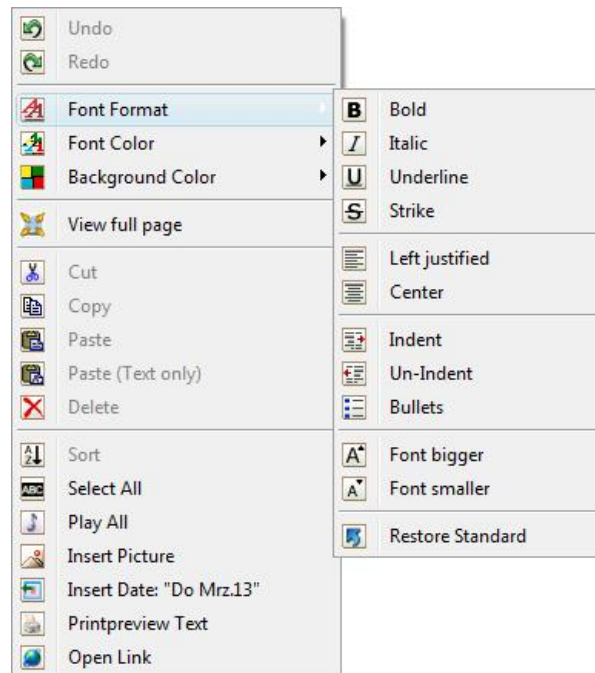 Undo
Redo
Font Format
Font Color
Background Color
View full page
Cut
Copy
Paste
Paste (Text only)
Delete
Sort
Select All
Play All
Insert Picture
Insert Date: "Do Mrz.13"
Printpreview Text
Open Link
Bold
Italic
Underline
Strike
Left justified
Center
Indent
Un-Indent
Bullets
Font bigger
Font smaller
Restore Standard